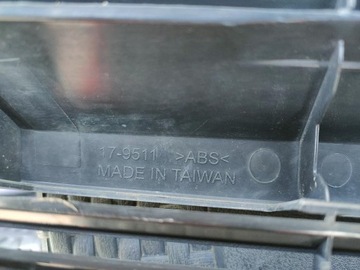 17-9511 >ABS<
MADE IN TAIWAN